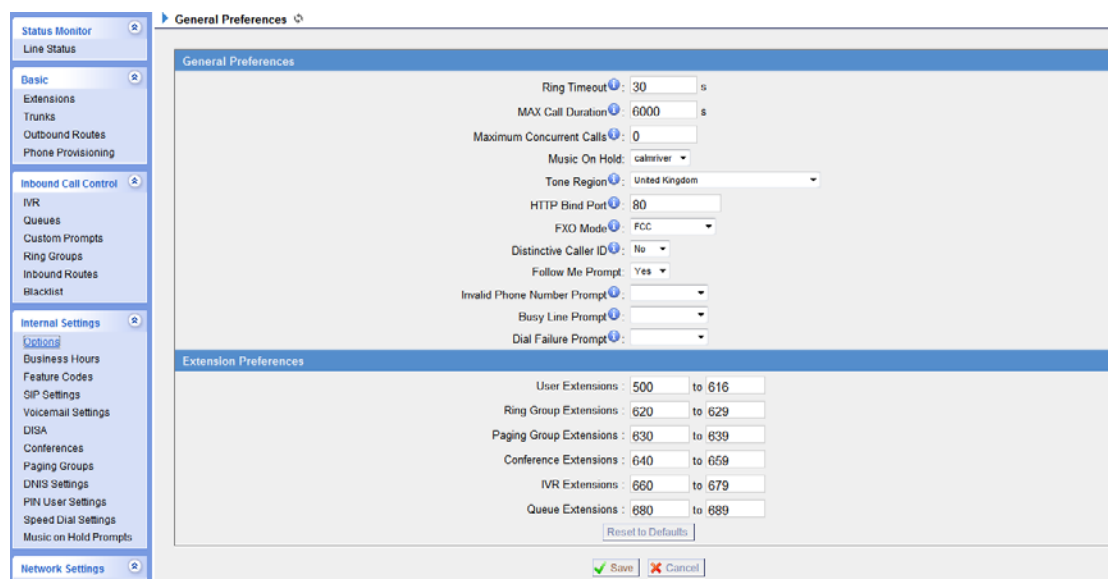 Status Monitor
Line Status
Basic
Extensions
Trunks
Outbound Routes
Phone Provisioning
Inbound Call Control
IVR
Queues
Custom Prompts
Ring Groups
Inbound Routes
Blacklist
Internal Settings
Options
Business Hours
Feature Codes
SIP Settings
Voicemail Settings
DISA
Conferences
Paging Groups
DNIS Settings
PIN User Settings
Speed Dial Settings
Music on Hold Prompts
Network Settings
General Preferences
General Preferences
Ring Timeout : 30 s
MAX Call Duration : 6000 s
Maximum Concurrent Calls : 0
Music On Hold: calmriver
Tone Region : United Kingdom
HTTP Bind Port : 80
FXO Mode : FCC
Distinctive Caller ID : No
Follow Me Prompt: Yes
Invalid Phone Number Prompt :
Busy Line Prompt :
Dial Failure Prompt :
Extension Preferences
User Extensions : 500 to 616
Ring Group Extensions : 620 to 629
Paging Group Extensions : 630 to 639
Conference Extensions : 640 to 659
IVR Extensions : 660 to 679
Queue Extensions : 680 to 689
Reset to Defaults
Save Cancel